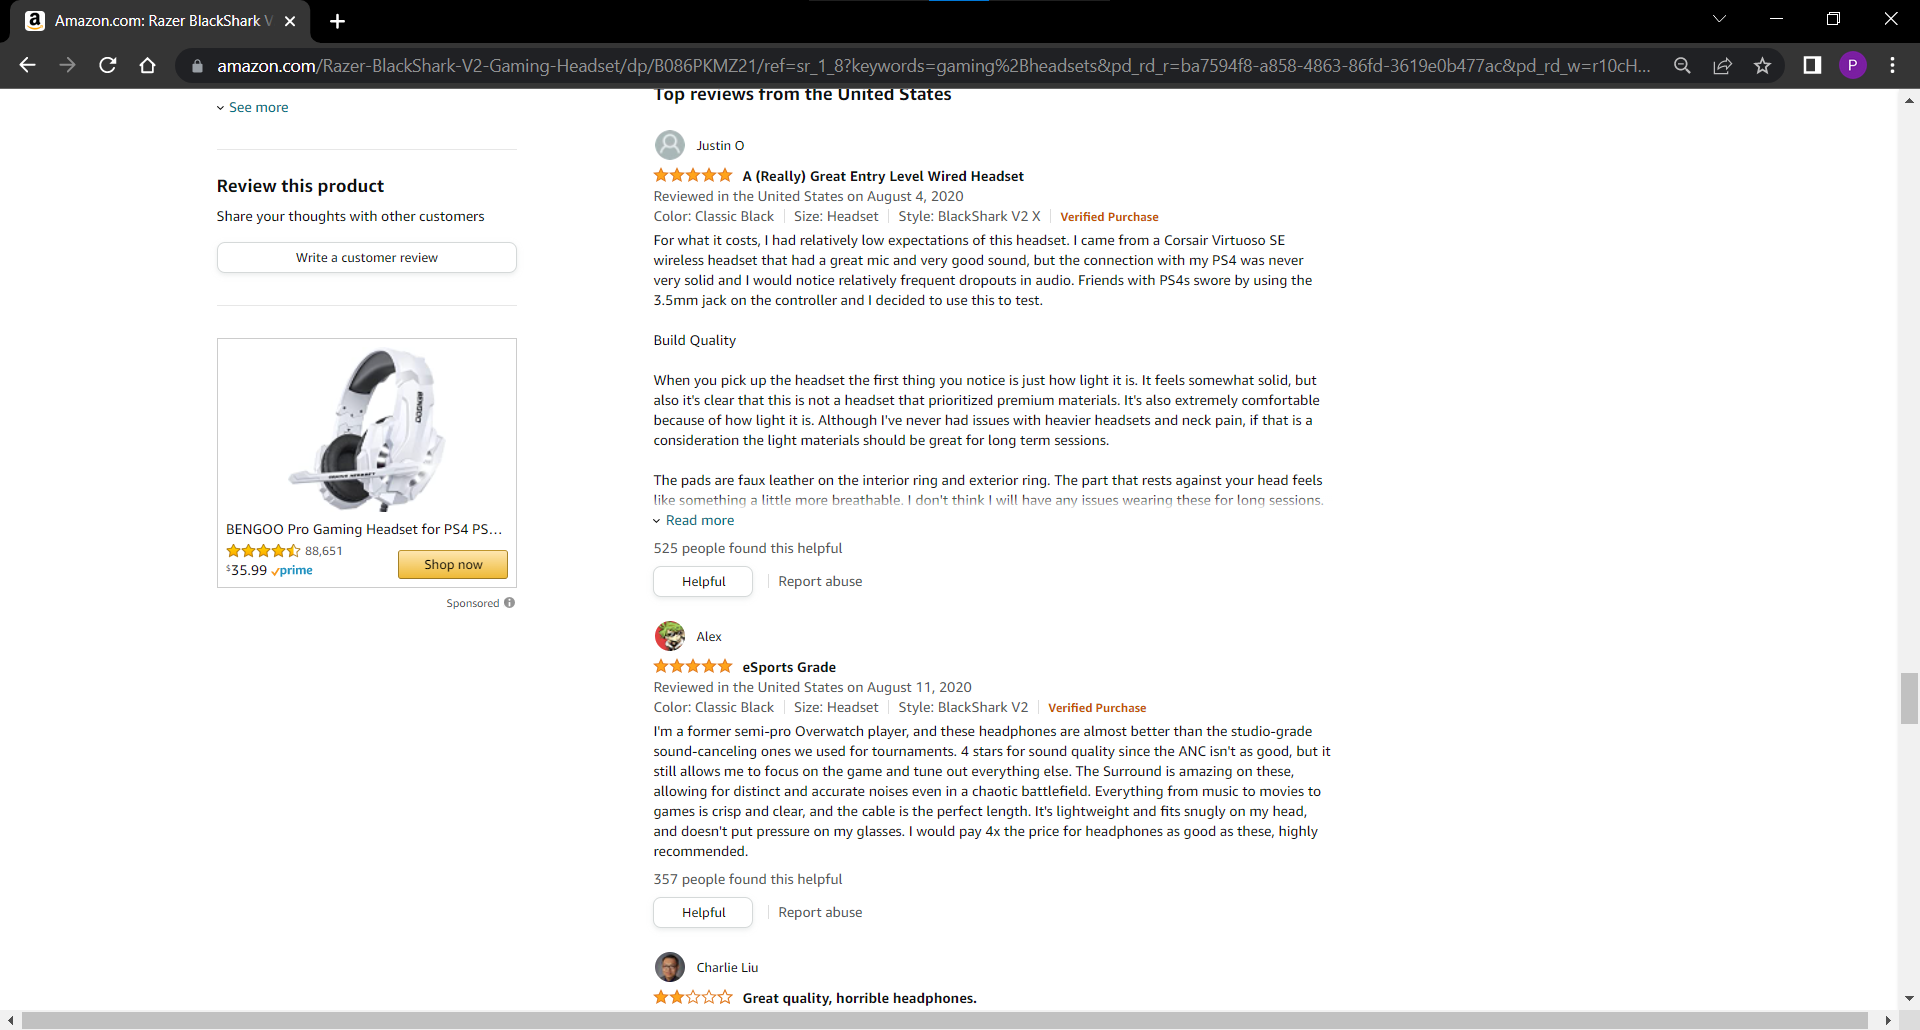 Amazon.com: Razer BlackShark V
amazon.com/Razer-BlackShark-V2-Gaming-Headset/dp/B086PKMZ21/ref=sr_1_8?keywords=gaming%2Bheadsets&pd_rd_r=ba7594f8-a858-4863-86fd-3619e0b477ac&pd_rd_w=r10cH...
P
See more
Review this product
Share your thoughts with other customers
Write a customer review
BENGOO
BENGOO Pro Gaming Headset for PS4 PS...
88,651
$35.99 prime
Shop now
Sponsored
Top reviews from the United States
Justin O
A (Really) Great Entry Level Wired Headset
Reviewed in the United States on August 4, 2020
Color: Classic Black | Size: Headset | Style: BlackShark V2 X | Verified Purchase
For what it costs, I had relatively low expectations of this headset. I came from a Corsair Virtuoso SE
wireless headset that had a great mic and very good sound, but the connection with my PS4 was never
very solid and I would notice relatively frequent dropouts in audio. Friends with PS4s swore by using the
3.5mm jack on the controller and I decided to use this to test.
Build Quality
When you pick up the headset the first thing you notice is just how light it is. It feels somewhat solid, but
also it's clear that this is not a headset that prioritized premium materials. It's also extremely comfortable
because of how light it is. Although I've never had issues with heavier headsets and neck pain, if that is a
consideration the light materials should be great for long term sessions.
The pads are faux leather on the interior ring and exterior ring. The part that rests against your head feels
like something a little more breathable. I don't think I will have any issues wearing these for long sessions.
Read more
525 people found this helpful
Helpful
Report abuse
Alex
eSports Grade
Reviewed in the United States on August 11, 2020
Color: Classic Black | Size: Headset | Style: BlackShark V2 | Verified Purchase
I'm a former semi-pro Overwatch player, and these headphones are almost better than the studio-grade
sound-canceling ones we used for tournaments. 4 stars for sound quality since the ANC isn't as good, but it
still allows me to focus on the game and tune out everything else. The Surround is amazing on these,
allowing for distinct and accurate noises even in a chaotic battlefield. Everything from music to movies to
games is crisp and clear, and the cable is the perfect length. It's lightweight and fits snugly on my head,
and doesn't put pressure on my glasses. I would pay 4x the price for headphones as good as these, highly
recommended.
357 people found this helpful
Helpful
Report abuse
Charlie Liu
Great quality, horrible headphones.